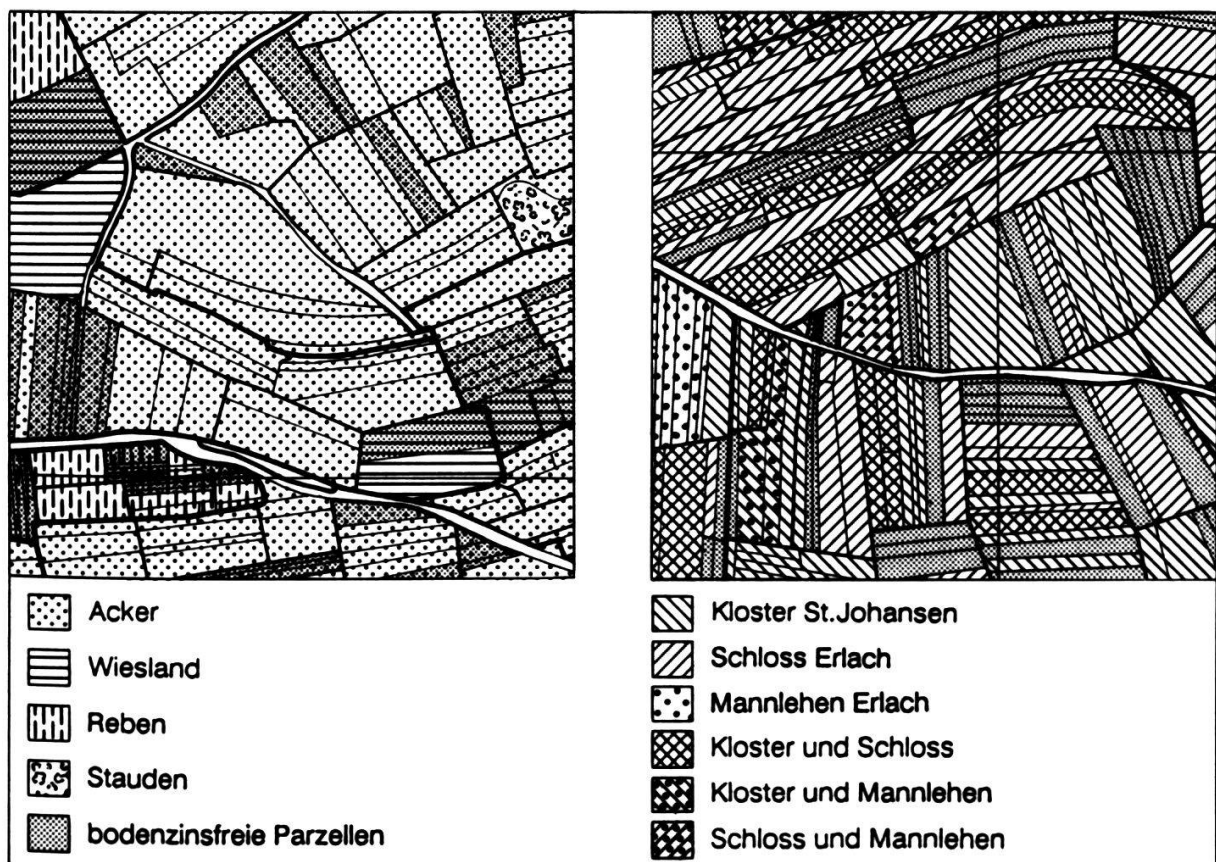 Acker
Wiesland
Reben
Stauden
bodenzinsfreie Parzellen
Kloster St.Johansen
Schloss Erlach
Mannlehen Erlach
Kloster und Schloss
Kloster und Mannlehen
Schloss und Mannlehen